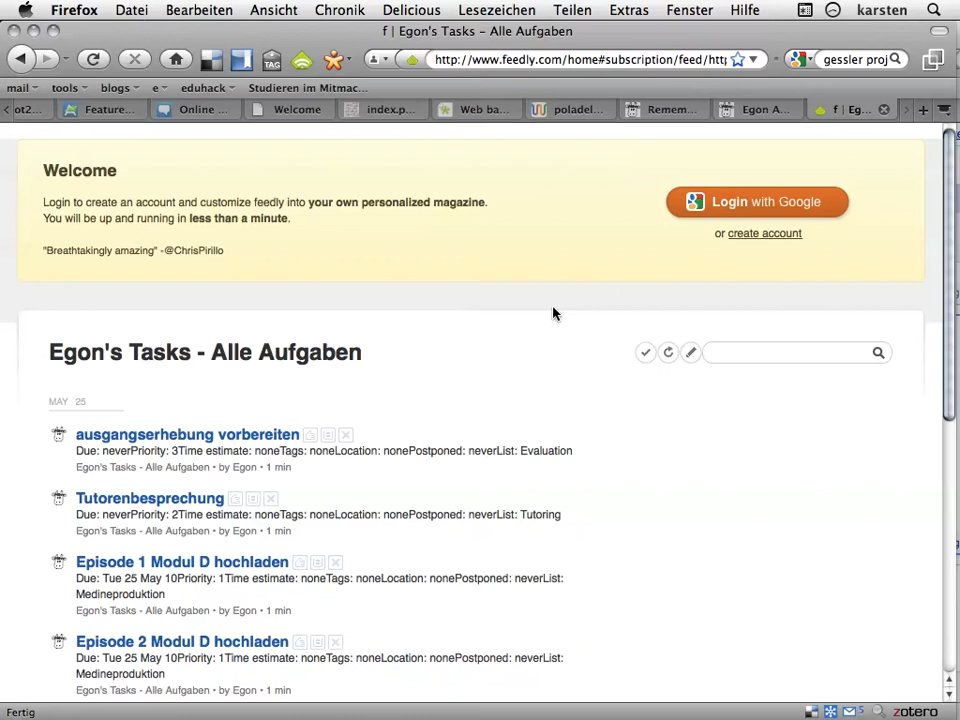 Firefox Datei Bearbeiten Ansicht Chronik Delicious Lesezeichen Teilen Extras Fenster Hilfe karsten
f | Egon's Tasks - Alle Aufgaben
TAG http://www.feedly.com/home#subscription/feed/http gessler proj
mail tools blogs e eduhack Studieren im Mitmac...
ot2... Feature... Online ... Welcome index.p... Web ba... poladel... Remem... Egon A... f | Eg...
Welcome
Login to create an account and customize feedly into your own personalized magazine.
You will be up and running in less than a minute.
"Breathtakingly amazing" -@ChrisPirillo
Login with Google
or create account
Egon's Tasks - Alle Aufgaben
MAY 25
ausgangserhebung vorbereiten
Due: neverPriority: 3Time estimate: noneTags: noneLocation: nonePostponed: neverList: Evaluation
Egon's Tasks - Alle Aufgaben • by Egon • 1 min
Tutorenbesprechung
Due: neverPriority: 2Time estimate: noneTags: noneLocation: nonePostponed: neverList: Tutoring
Egon's Tasks - Alle Aufgaben • by Egon • 1 min
Episode 1 Modul D hochladen
Due: Tue 25 May 10Priority: 1Time estimate: noneTags: noneLocation: nonePostponed: neverList:
Medineproduktion
Egon's Tasks - Alle Aufgaben • by Egon • 1 min
Episode 2 Modul D hochladen
Due: Tue 25 May 10Priority: 1Time estimate: noneTags: noneLocation: nonePostponed: neverList:
Medineproduktion
Egon's Tasks - Alle Aufgaben • by Egon • 1 min
Fertig 5 zotero